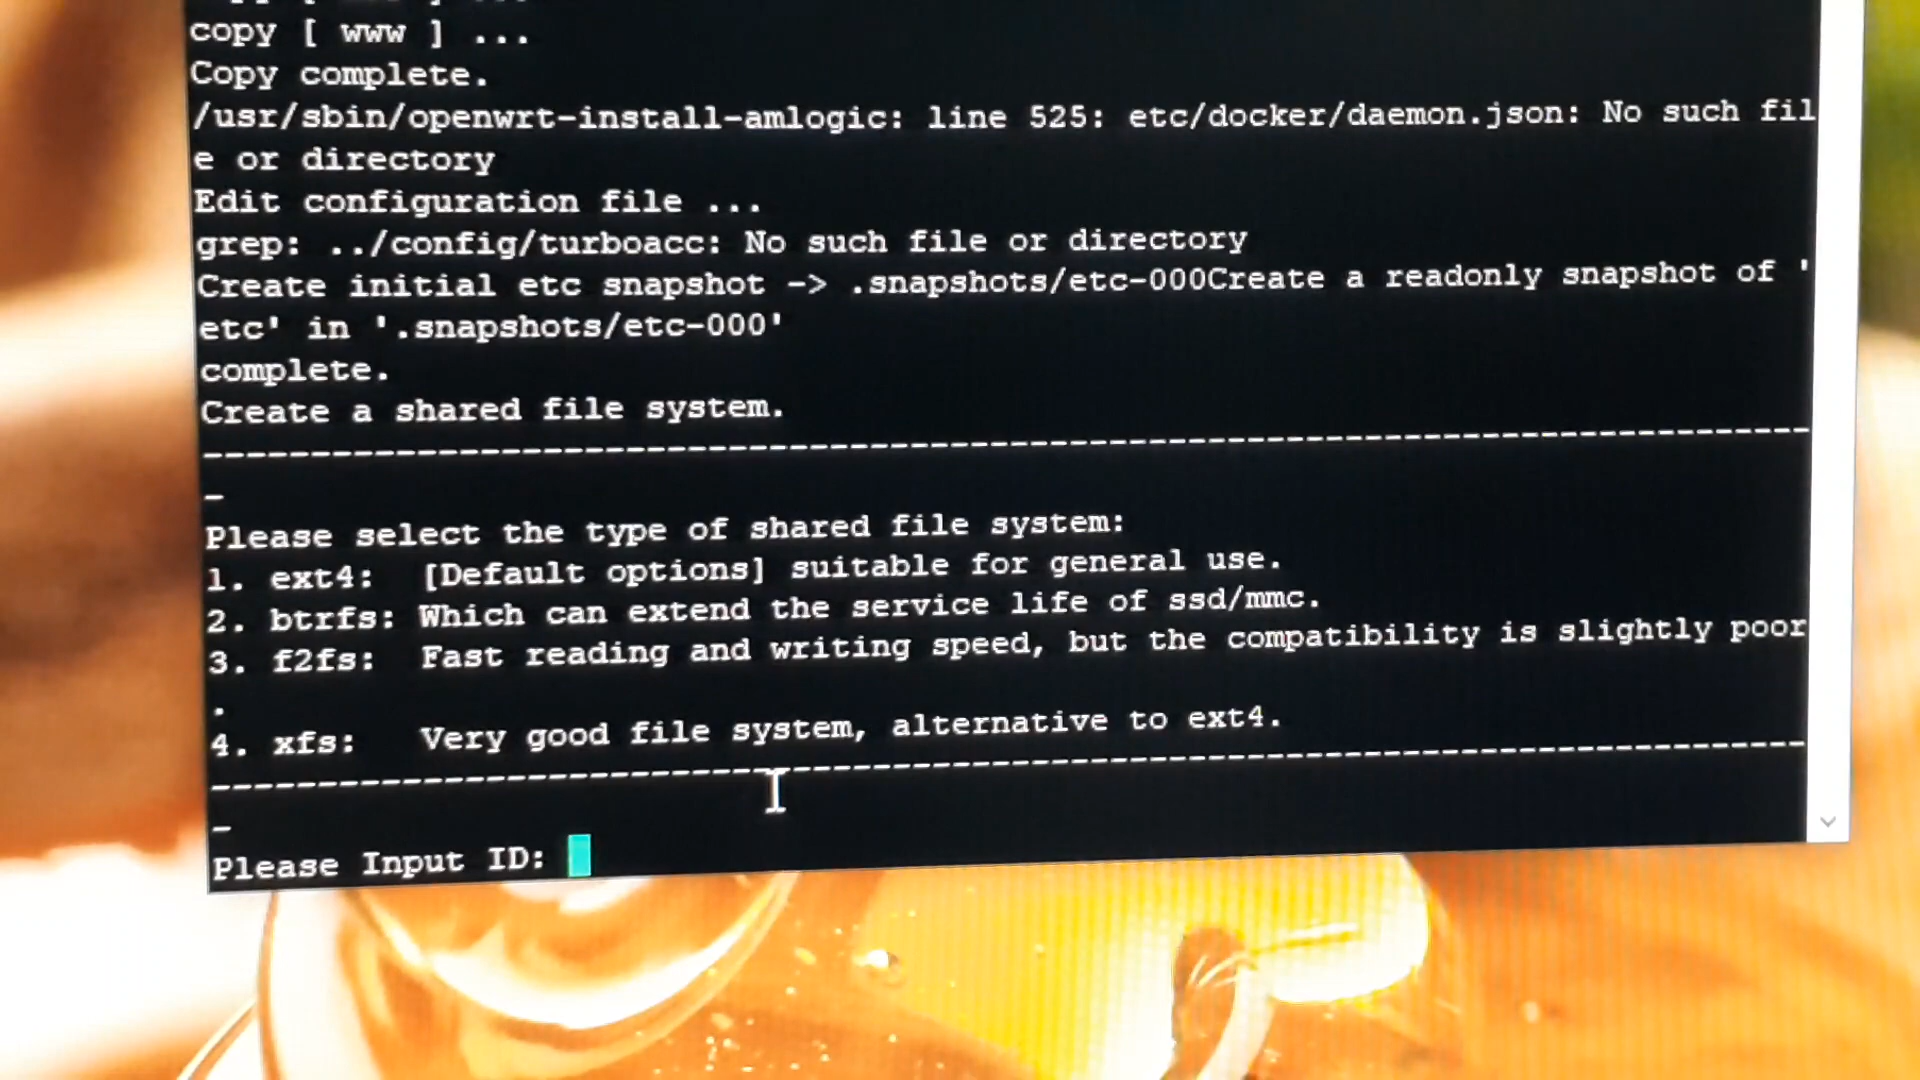 copy [ www ] ...
Copy complete.
/usr/sbin/openwrt-install-amlogic: line 525: etc/docker/daemon.json: No such fil
e or directory
Edit configuration file ...
grep: ../config/turboacc: No such file or directory
Create initial etc snapshot -> .snapshots/etc-000Create a readonly snapshot of '
etc' in '.snapshots/etc-000'
complete.
Create a shared file system.
--------------------------------------------------------------------------------
-
Please select the type of shared file system:
1. ext4:  [Default options] suitable for general use.
2. btrfs: Which can extend the service life of ssd/mmc.
3. f2fs:  Fast reading and writing speed, but the compatibility is slightly poor
.
4. xfs:   Very good file system, alternative to ext4.
--------------------------------------------------------------------------------
-
Please Input ID: